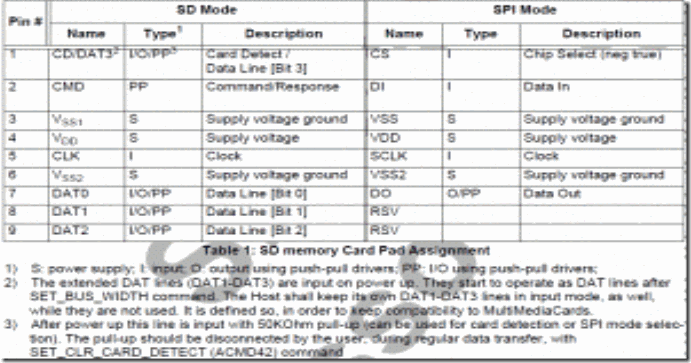 Pin # SD Mode SPI Mode
Name Type1 Description Name Type Description
1 CD/DAT32 I/O/PP3 Card Detect / Data Line [Bit 3] CS I Chip Select (neg true)
2 CMD PP Command/Response DI I Data In
3 VSS1 S Supply voltage ground VSS S Supply voltage ground
4 VDD S Supply voltage VDD S Supply voltage
5 CLK I Clock SCLK I Clock
6 VSS2 S Supply voltage ground VSS2 S Supply voltage ground
7 DAT0 I/O/PP Data Line [Bit 0] DO O/PP Data Out
8 DAT1 I/O/PP Data Line [Bit 1] RSV
9 DAT2 I/O/PP Data Line [Bit 2] RSV
Table 1: SD memory Card Pad Assignment
1) S: power supply; I: input; O: output using push-pull drivers; PP: I/O using push-pull drivers;
2) The extended DAT lines (DAT1-DAT3) are input on power up. They start to operate as DAT lines after
SET_BUS_WIDTH command. The Host shall keep its own DAT1-DAT3 lines in input mode, as well,
while they are not used. It is defined so, in order to keep compatibility to MultiMediaCards.
3) After power up this line is input with 50KOhm pull-up (can be used for card detection or SPI mode selec-
tion). The pull-up should be disconnected by the user, during regular data transfer, with
SET_CLR_CARD_DETECT (ACMD42) command